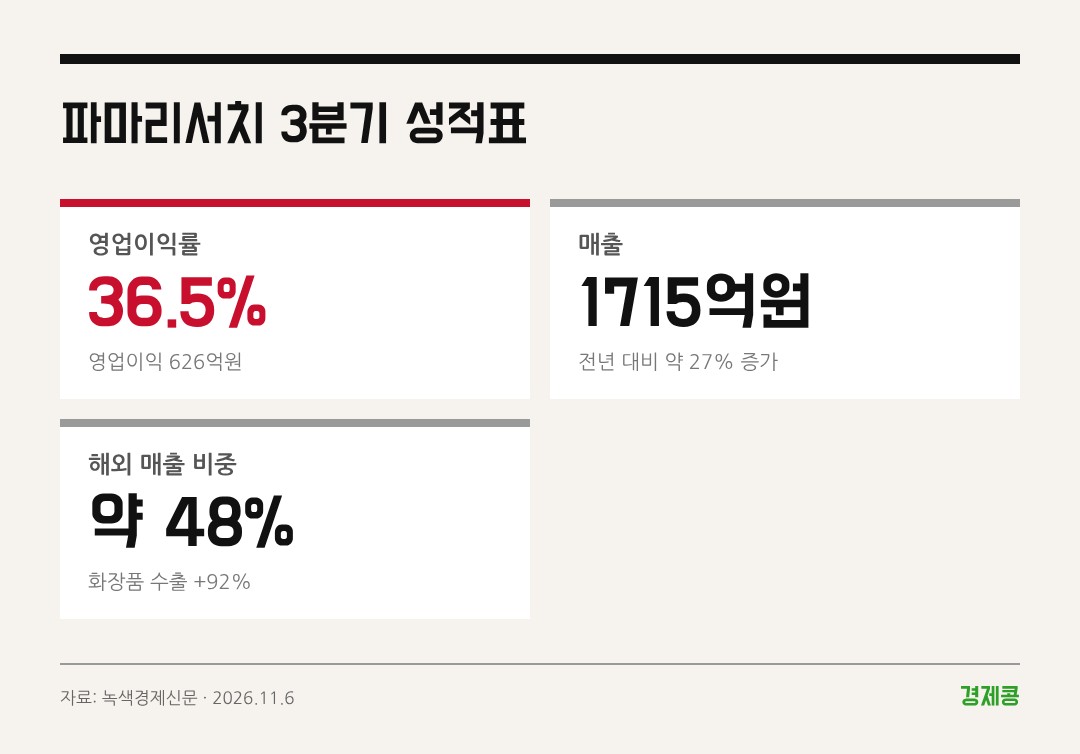 파마리서치 3분기 성적표
영업이익률
36.5%
영업이익 626억원
매출
1715억원
전년 대비 약 27% 증가
해외 매출 비중
약 48%
화장품 수출 +92%
자료: 녹색경제신문 · 2026.11.6
경제콩